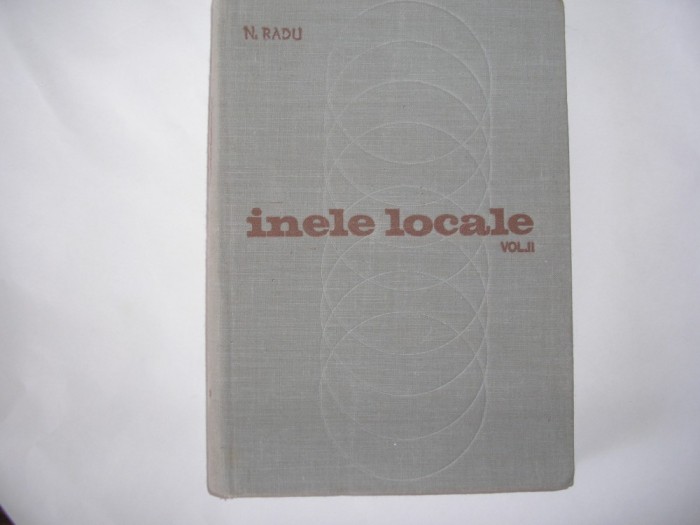 N. RADU
inele locale
VOL.II